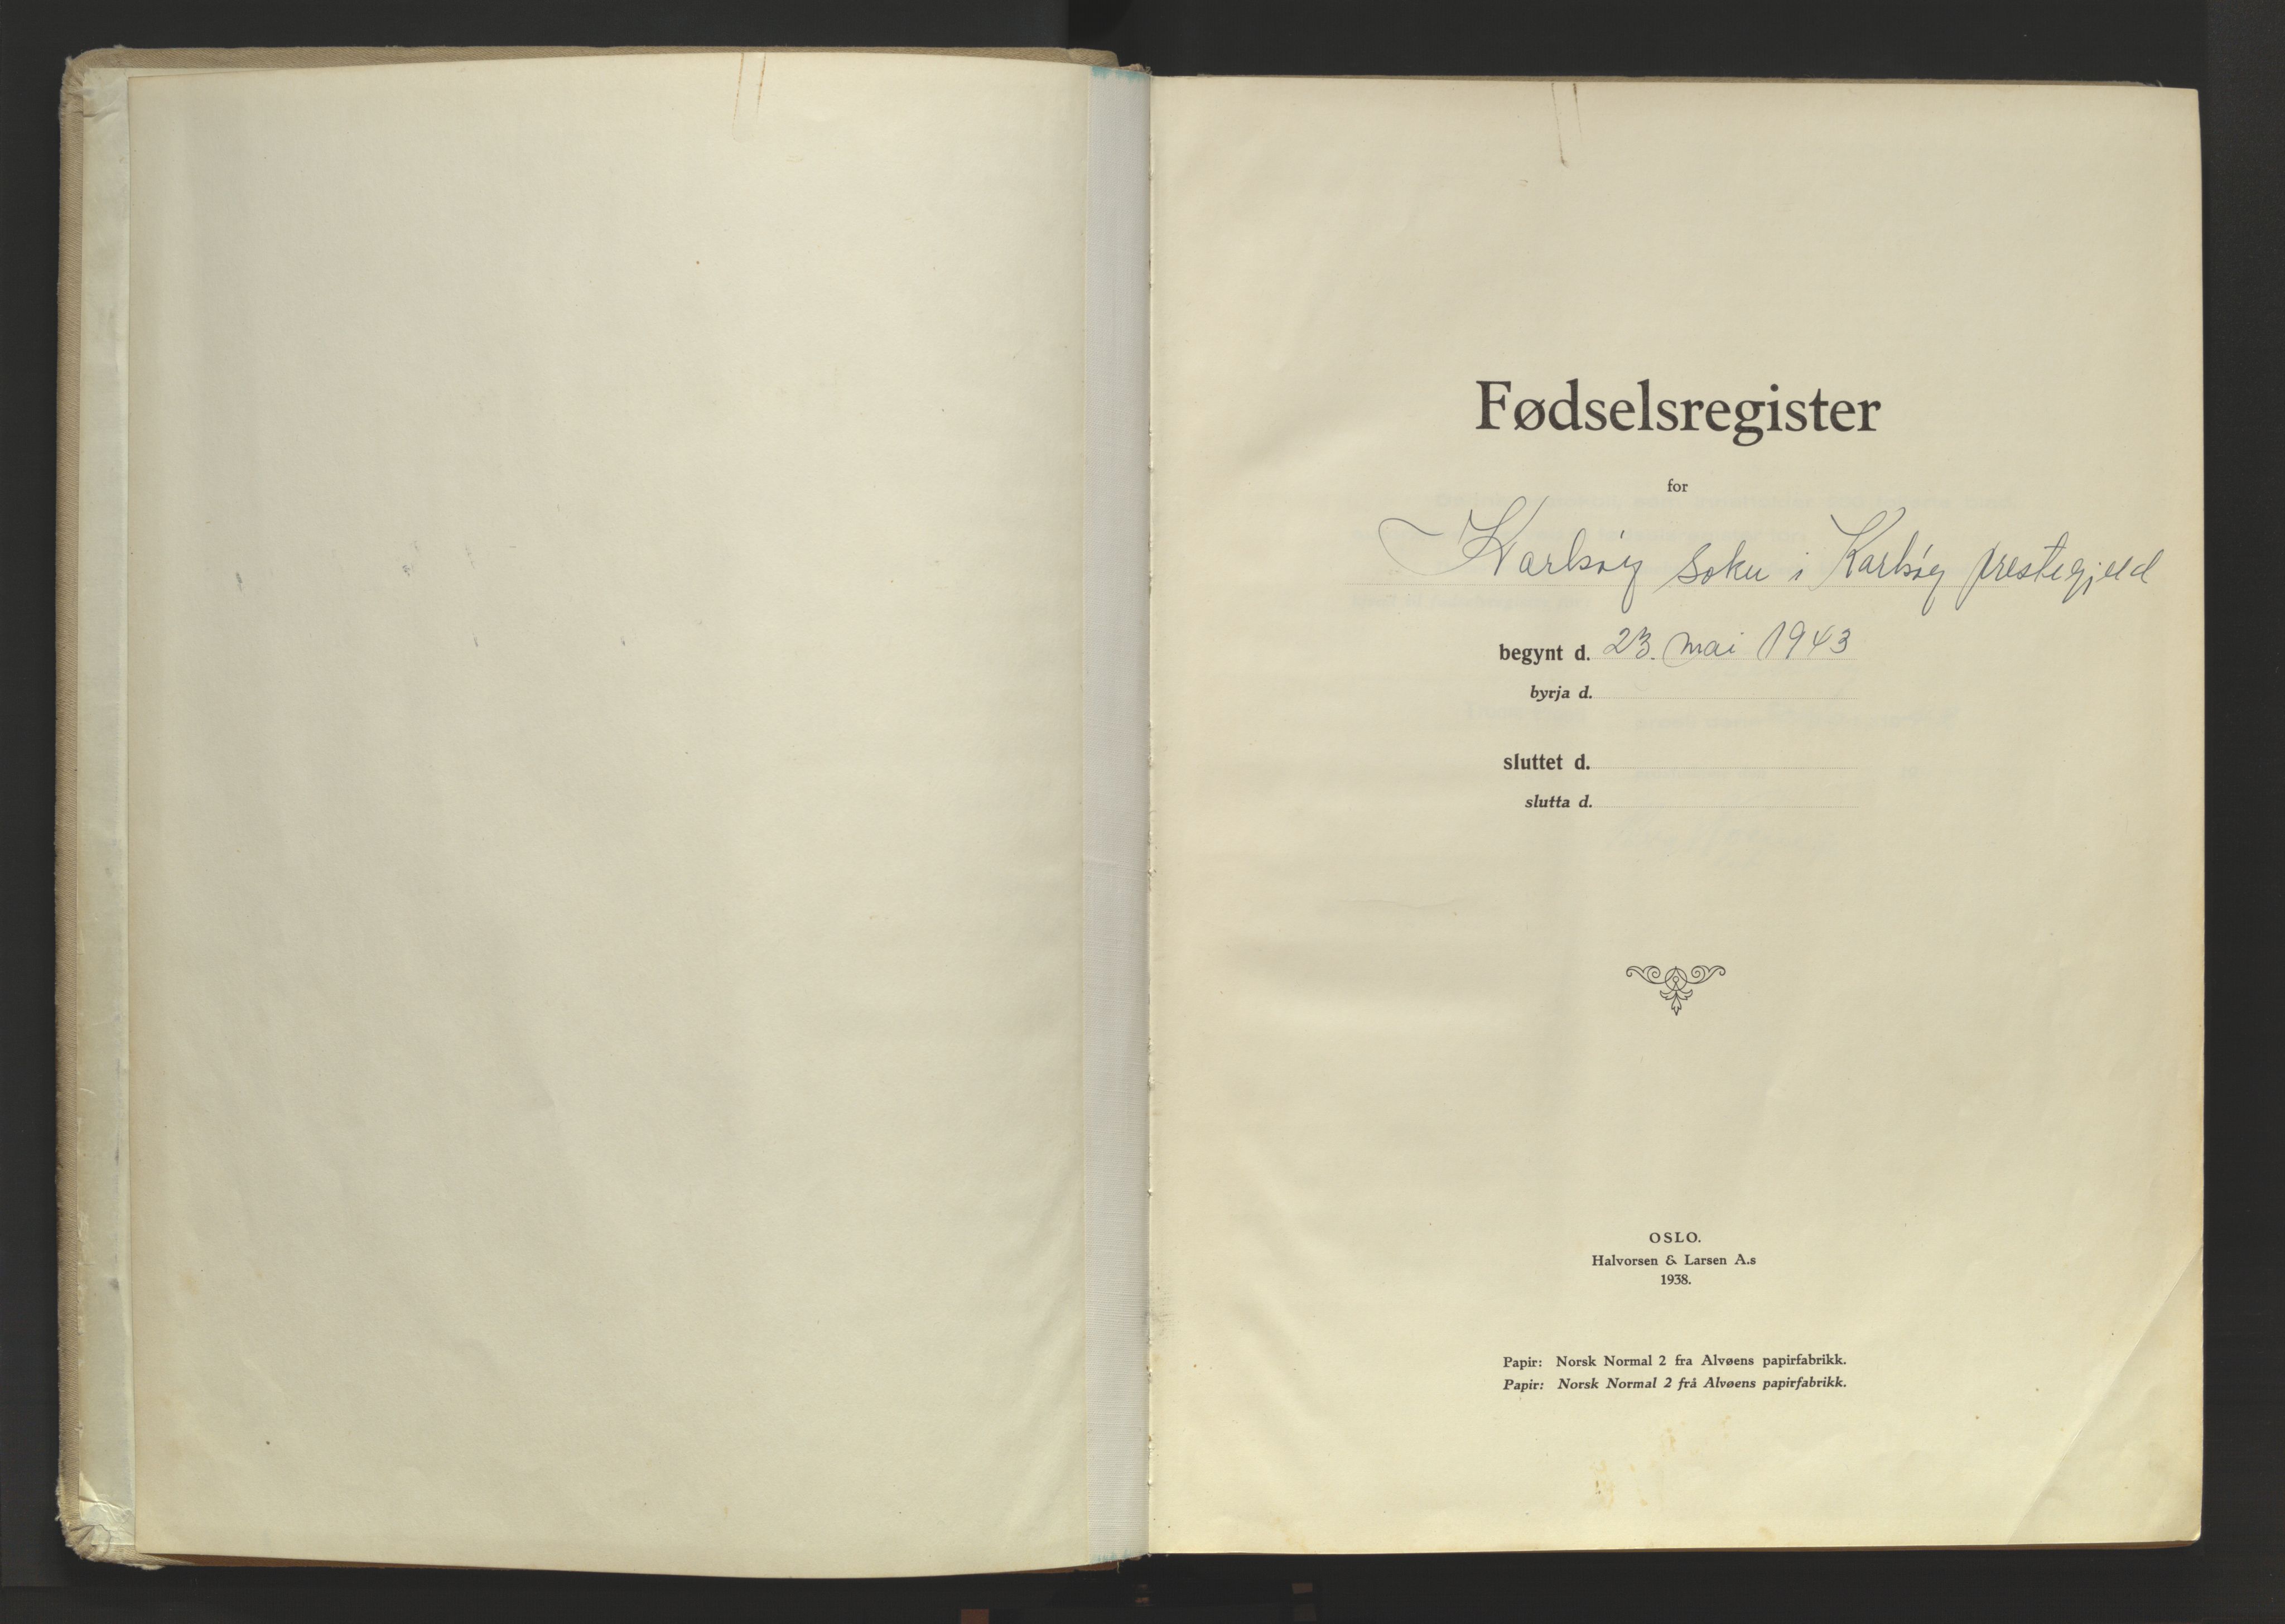 Fødselsregister
for
Karlsøy sokn i Karlsøy prestegjeld
begynt d. 23. mai 1943
byrja d.
sluttet d.
slutta d.
OSLO.
Halvorsen & Larsen A.s
1938.
Papir: Norsk Normal 2 fra Alvøens papirfabrikk.
Papir: Norsk Normal 2 frå Alvøens papirfabrikk.